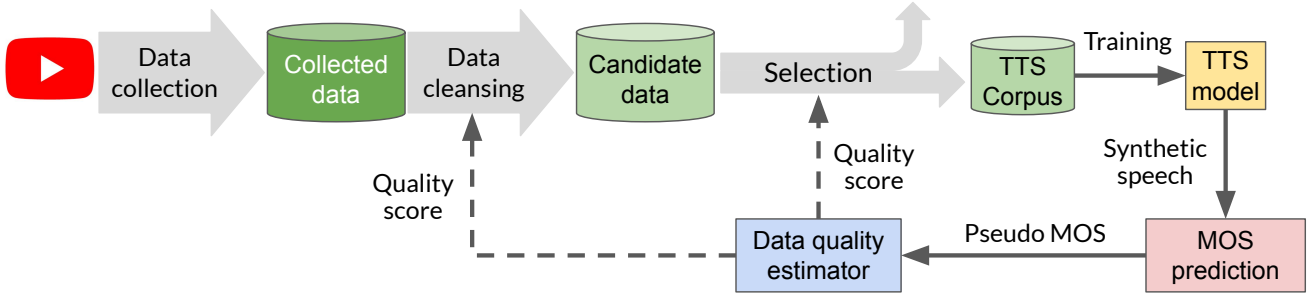 Data
collection
Collected
data
Data
cleansing
Candidate
data
Selection
TTS
Corpus
Training
TTS
model
Synthetic
speech
Quality
score
Quality
score
Data quality
estimator
Pseudo MOS
MOS
prediction